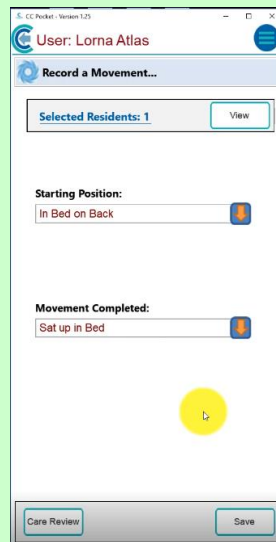 CC Pocket - Version 1.25
User: Lorna Atlas
Record a Movement...
Selected Residents: 1
View
Starting Position:
In Bed on Back
Movement Completed:
Sat up in Bed
Care Review
Save